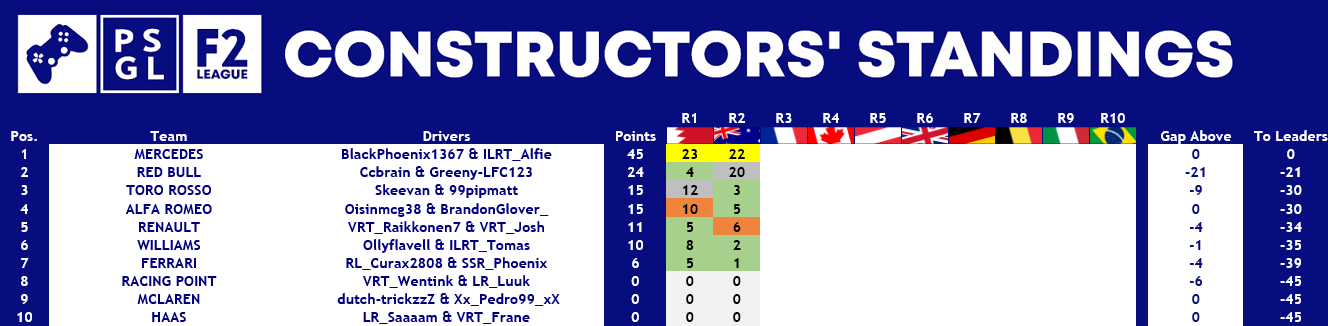 PS GL F2 LEAGUE CONSTRUCTORS' STANDINGS
R1 R2 R3 R4 R5 R6 R7 R8 R9 R10
Pos. Team Drivers Points Gap Above To Leaders
1 MERCEDES BlackPhoenix1367 & ILRT_Alfie 45 23 22 0 0
2 RED BULL Ccbrain & Greeny-LFC123 24 4 20 -21 -21
3 TORO ROSSO Skeevan & 99pipmatt 15 12 3 -9 -30
4 ALFA ROMEO Oisinmcg38 & BrandonGlover_ 15 10 5 0 -30
5 RENAULT VRT_Raikkonen7 & VRT_Josh 11 5 6 -4 -34
6 WILLIAMS Ollyflavell & ILRT_Tomas 10 8 2 -1 -35
7 FERRARI RL_Curax2808 & SSR_Phoenix 6 5 1 -4 -39
8 RACING POINT VRT_Wentink & LR_Luuk 0 0 0 -6 -45
9 MCLAREN dutch-trickzzZ & Xx_Pedro99_xX 0 0 0 0 -45
10 HAAS LR_Saaaam & VRT_Frane 0 0 0 0 -45